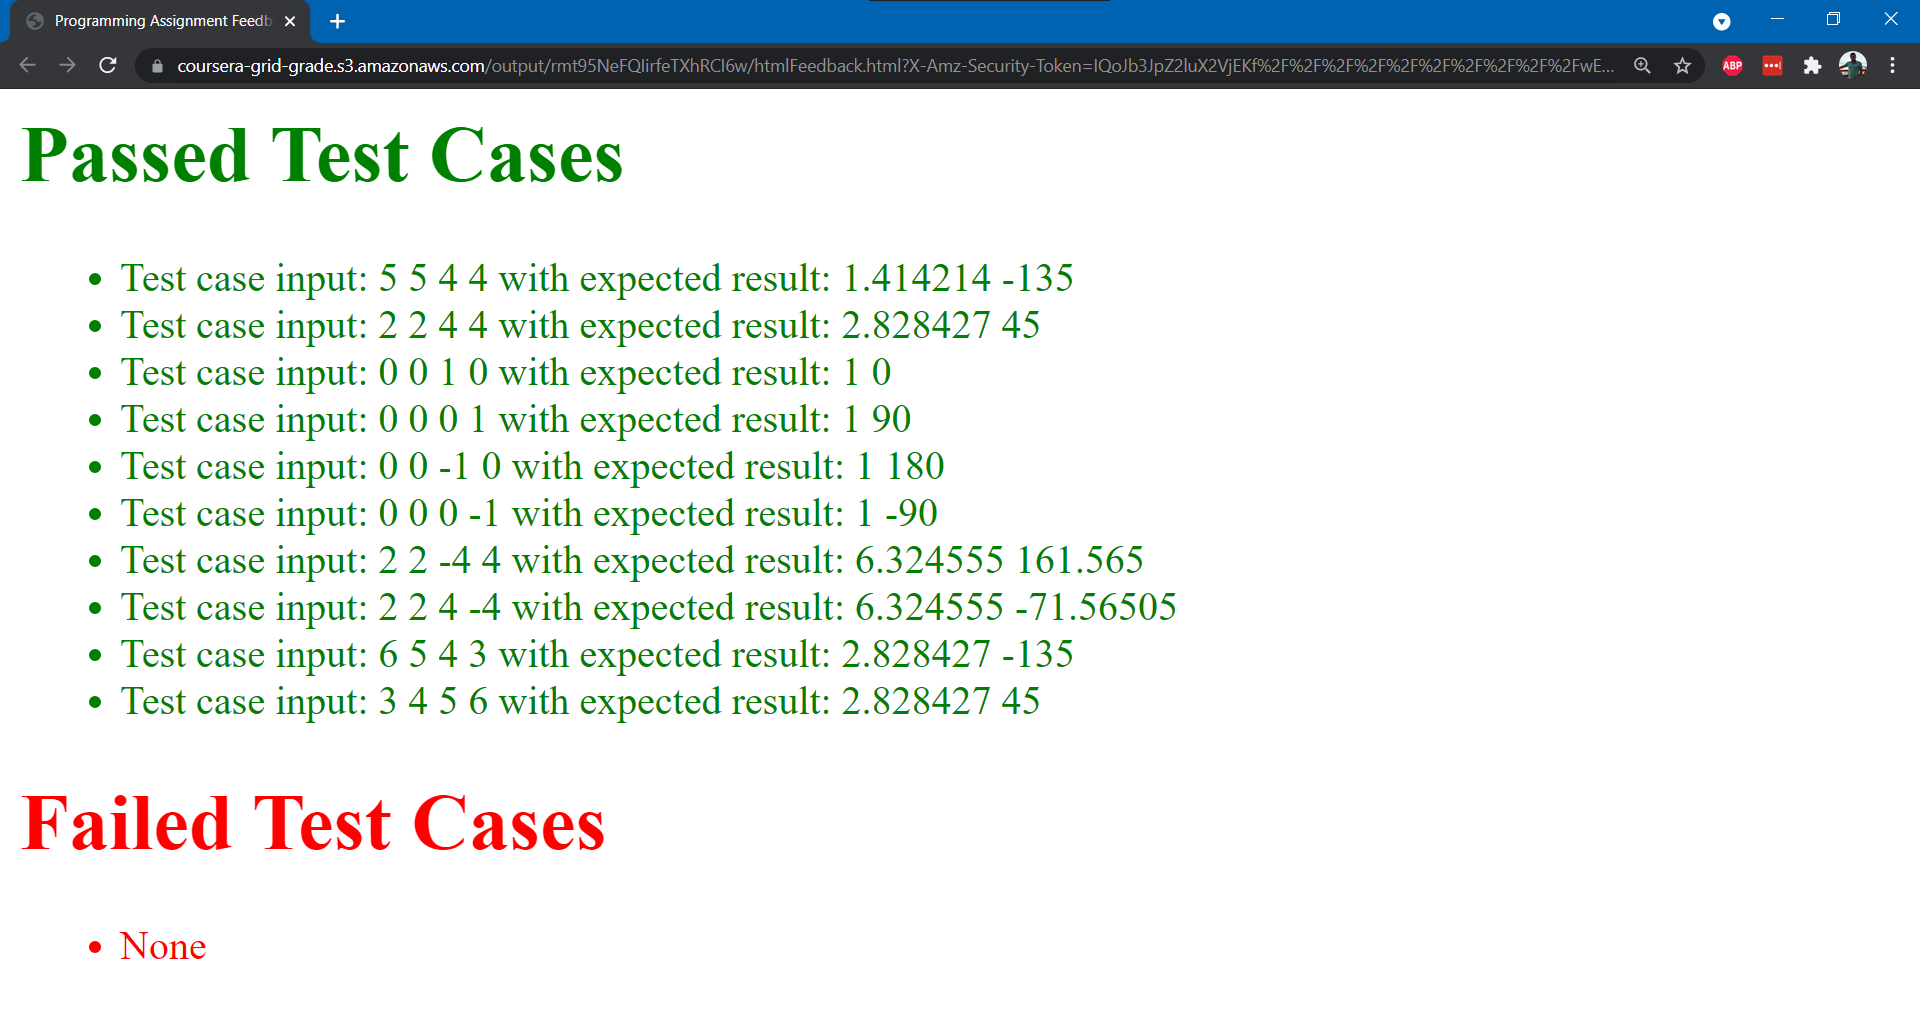 Programming Assignment Feedb
coursera-grid-grade.s3.amazonaws.com/output/rmt95NeFQIirfeTXhRCI6w/htmlFeedback.html?X-Amz-Security-Token=IQoJb3JpZ2luX2VjEKf%2F%2F%2F%2F%2F%2F%2F%2F%2F%2FwE...
ABP
Passed Test Cases
• Test case input: 5 5 4 4 with expected result: 1.414214 -135
• Test case input: 2 2 4 4 with expected result: 2.828427 45
• Test case input: 0 0 1 0 with expected result: 1 0
• Test case input: 0 0 0 1 with expected result: 1 90
• Test case input: 0 0 -1 0 with expected result: 1 180
• Test case input: 0 0 0 -1 with expected result: 1 -90
• Test case input: 2 2 -4 4 with expected result: 6.324555 161.565
• Test case input: 2 2 4 -4 with expected result: 6.324555 -71.56505
• Test case input: 6 5 4 3 with expected result: 2.828427 -135
• Test case input: 3 4 5 6 with expected result: 2.828427 45
Failed Test Cases
• None